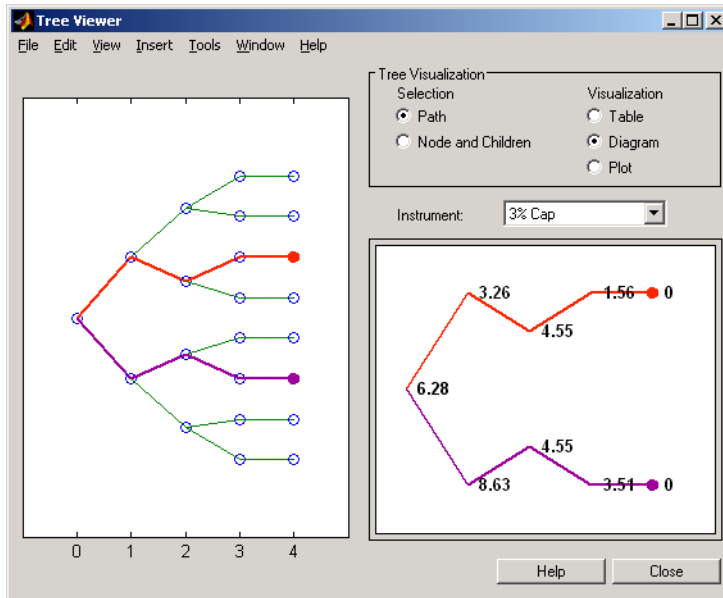 Tree Viewer
File Edit View Insert Tools Window Help
Tree Visualization
Selection Visualization
Path Table
Node and Children Diagram
Plot
Instrument: 3% Cap
3.26 1.56 0
4.55
6.28
4.55
8.63 3.51 0
0 1 2 3 4
Help Close